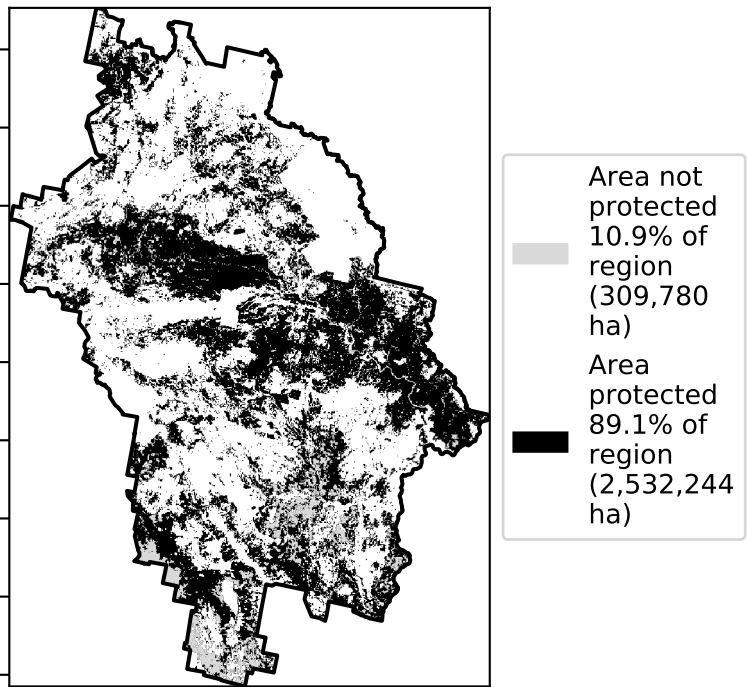 Area not
protected
10.9% of
region
(309,780
ha)
Area
protected
89.1% of
region
(2,532,244
ha)